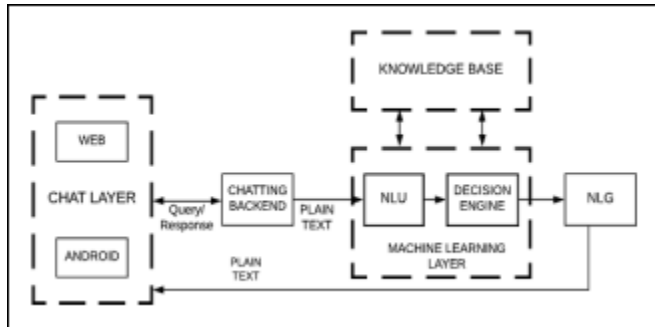 KNOWLEDGE BASE
WEB
CHAT LAYER
ANDROID
Query/
Response
CHATTING
BACKEND
PLAIN
TEXT
NLU
DECISION
ENGINE
MACHINE LEARNING
LAYER
NLG
PLAIN
TEXT